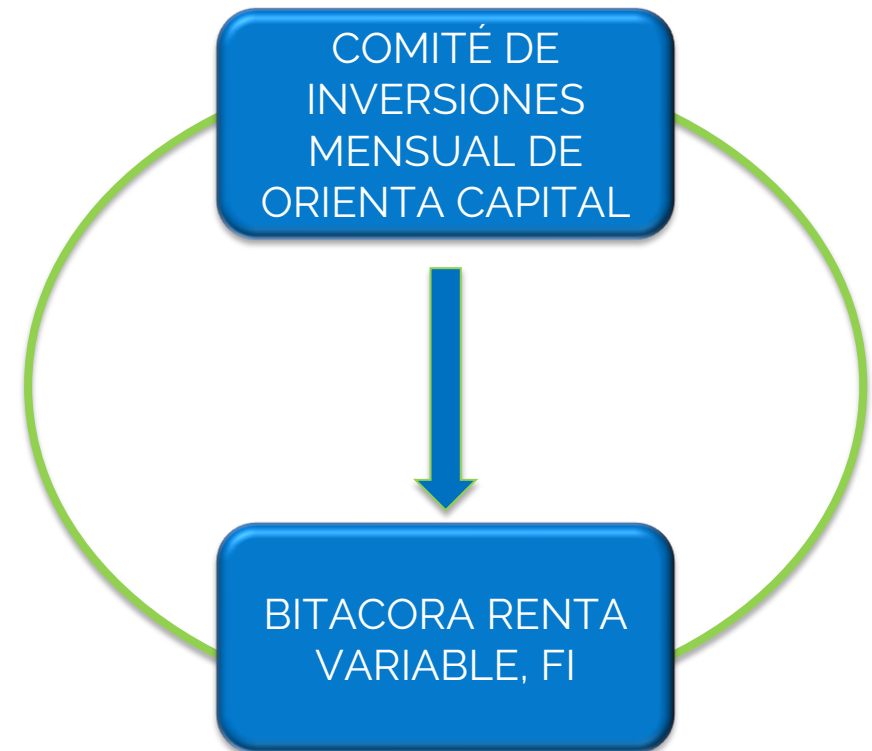 COMITÉ DE
INVERSIONES
MENSUAL DE
ORIENTA CAPITAL
BITACORA RENTA
VARIABLE, FI